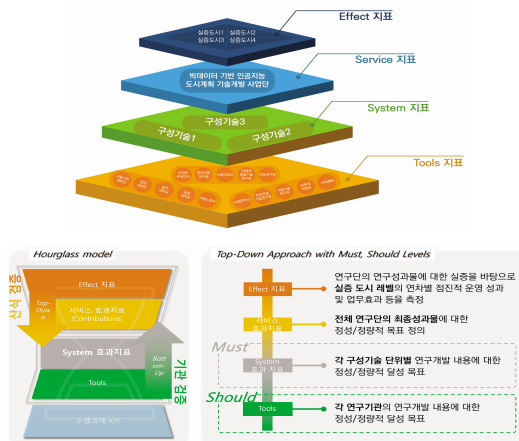 Effect 지표
실증도시1 실증도시2
실증도시3 실증도시4
Service 지표
빅데이터 기반 인공지능
도시계획 기술개발 사업단
System 지표
구성기술3
구성기술1
구성기술2
Tools 지표
Hourglass model
Top-Down Approach with Must, Should Levels
Effect 지표
서비스 효과지표
(Contributions)
System 효과지표
Tools
수행과제 KPI
Top-
Dow
n
Bott
om-
Up
기관 검증
Effect 지표
연구단의 연구성과물에 대한 실증을 바탕으로
실증 도시 레벨의 연차별 점진적 운영 성과
및 업무효과 등을 측정
서비스
효과지표
전체 연구단의 최종성과물에 대한
정성/정량적 목표 정의
Must
System
효과 지표
각 구성기술 단위별 연구개발 내용에 대한
정성/정량적 달성 목표
Should
Tools
각 연구기관의 연구개발 내용에 대한
정성/정량적 달성 목표